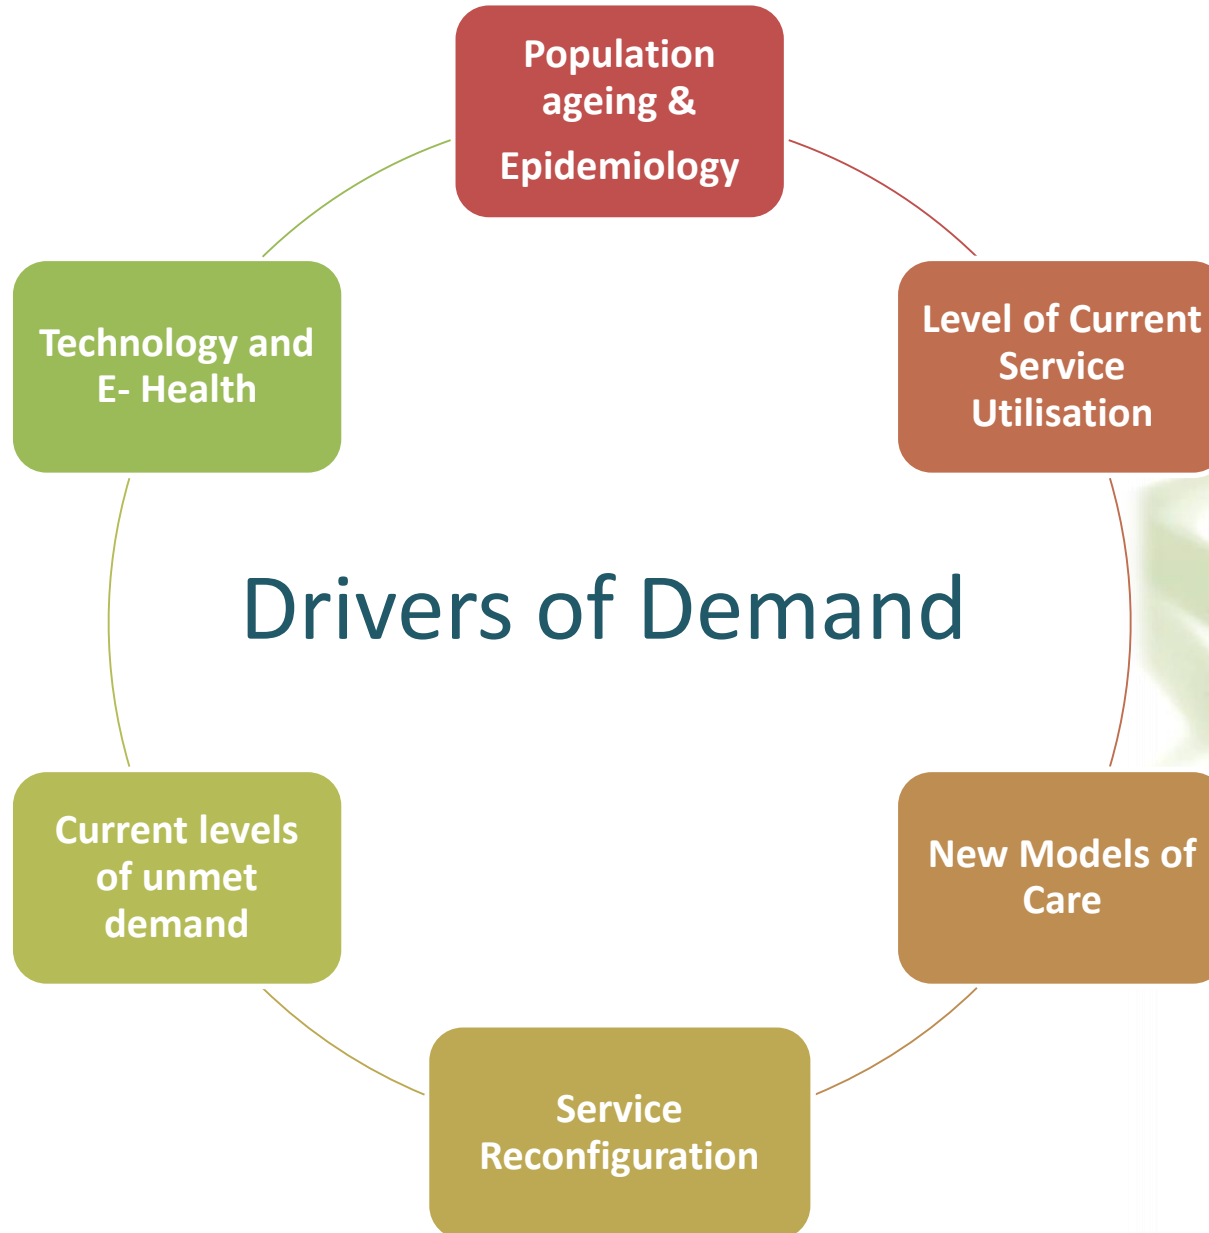 Population
ageing &
Epidemiology
Level of Current
Service
Utilisation
New Models of
Care
Service
Reconfiguration
Current levels
of unmet
demand
Technology and
E- Health
Drivers of Demand